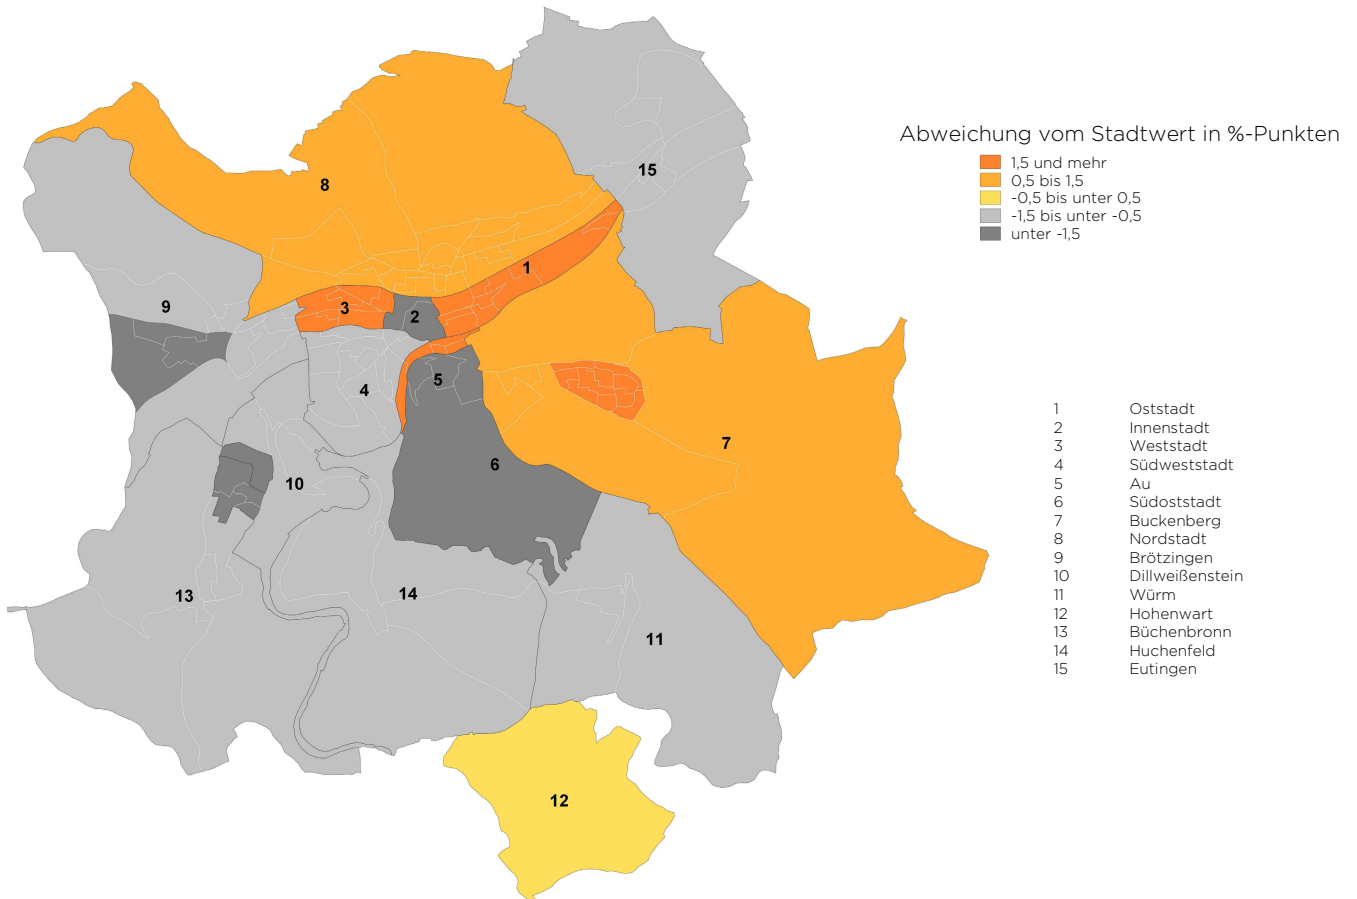 Abweichung vom Stadtwert in %-Punkten
1,5 und mehr
0,5 bis 1,5
-0,5 bis unter 0,5
-1,5 bis unter -0,5
unter -1,5
15
8
1
9
3
2
5
4
7
6
10
13
14
11
12
1 Oststadt
2 Innenstadt
3 Weststadt
4 Südweststadt
5 Au
6 Südoststadt
7 Buckenberg
8 Nordstadt
9 Brötzingen
10 Dillweißenstein
11 Würm
12 Hohenwart
13 Büchenbronn
14 Huchenfeld
15 Eutingen